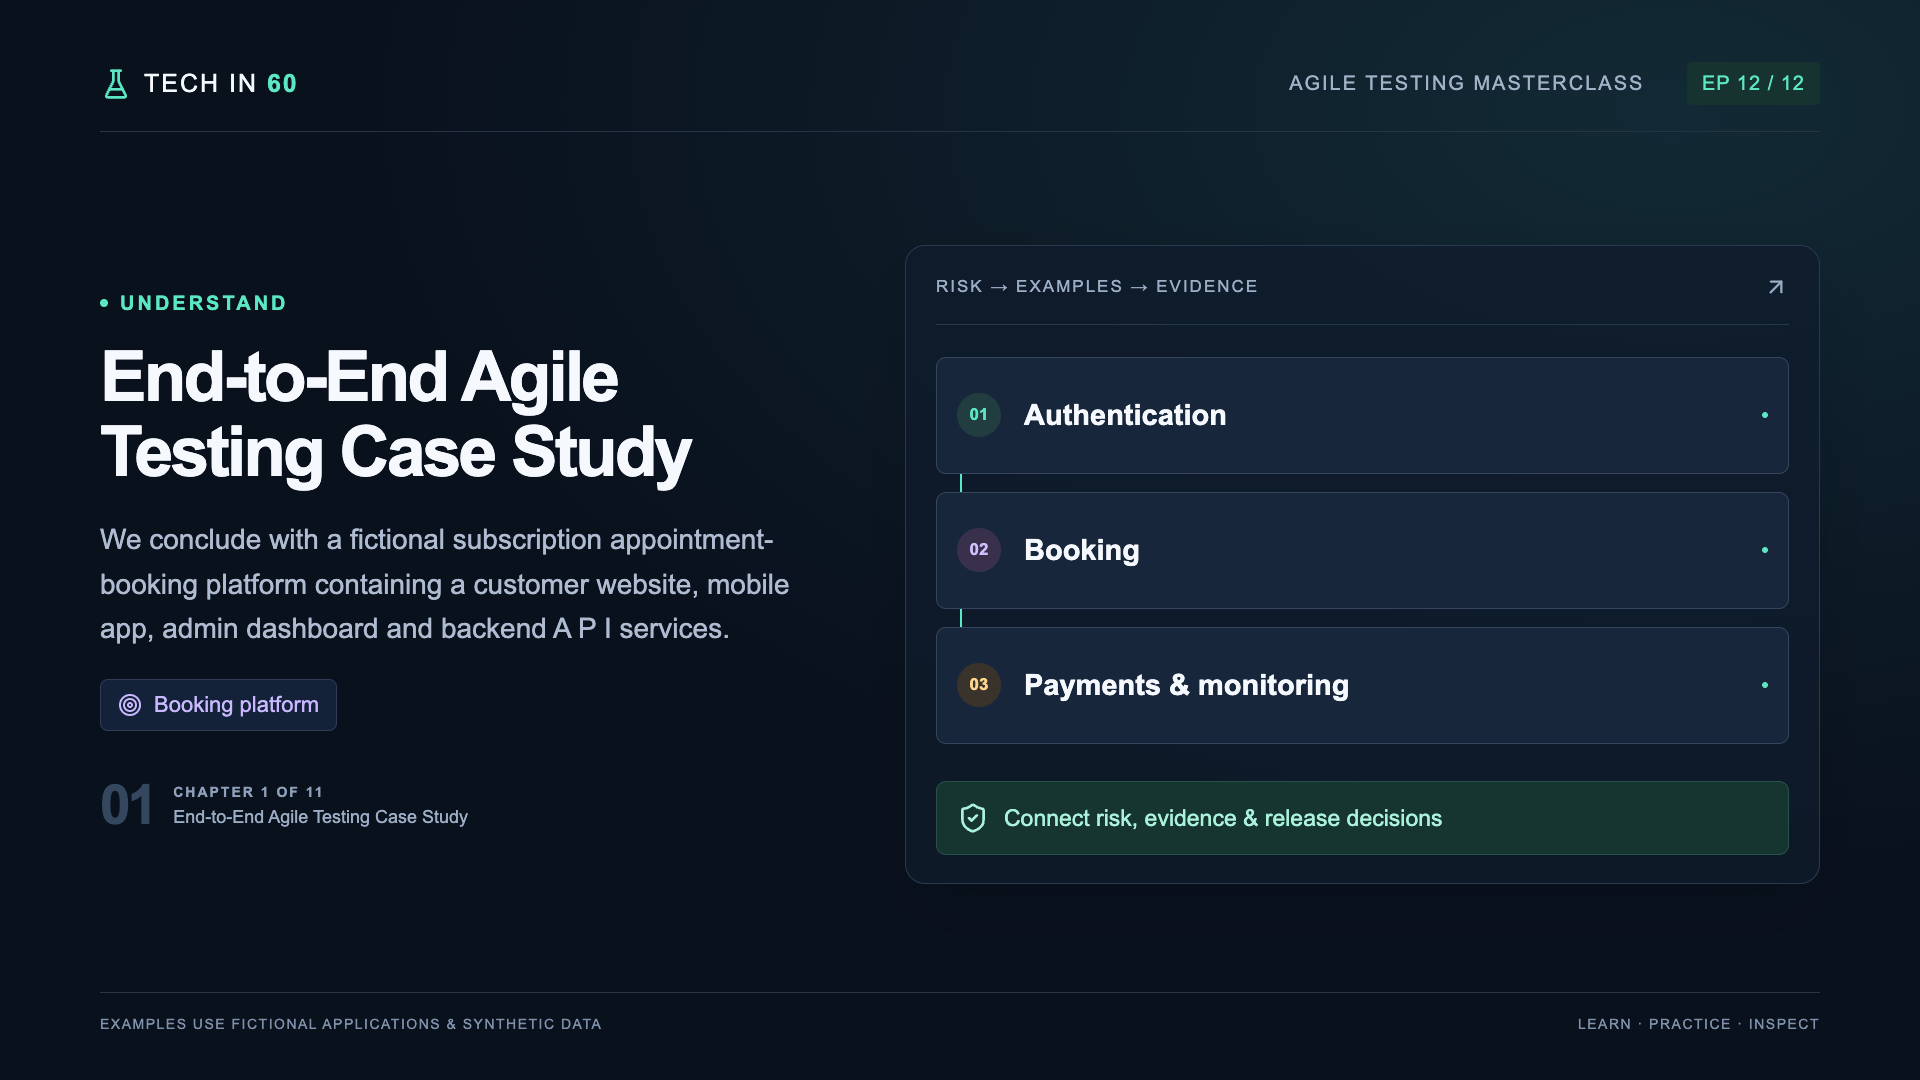 TECH IN 60
AGILE TESTING MASTERCLASS
EP 12 / 12
UNDERSTAND
End-to-End Agile
Testing Case Study
We conclude with a fictional subscription appointment-
booking platform containing a customer website, mobile
app, admin dashboard and backend A P I services.
Booking platform
01
CHAPTER 1 OF 11
End-to-End Agile Testing Case Study
RISK → EXAMPLES → EVIDENCE
01 Authentication
02 Booking
03 Payments & monitoring
Connect risk, evidence & release decisions
EXAMPLES USE FICTIONAL APPLICATIONS & SYNTHETIC DATA
LEARN · PRACTICE · INSPECT